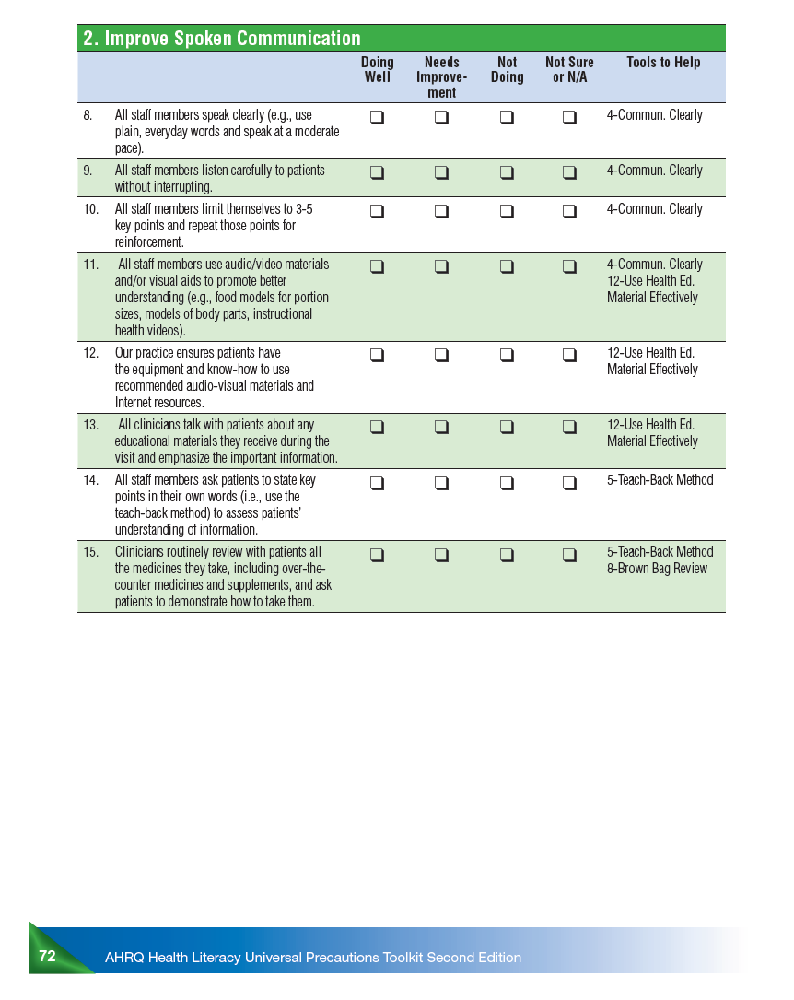 2. Improve Spoken Communication
Doing Well
Needs Improve-ment
Not Doing
Not Sure or N/A
Tools to Help
8. All staff members speak clearly (e.g., use
plain, everyday words and speak at a moderate
pace).
❏ ❏ ❏ ❏ 4-Commun. Clearly
9. All staff members listen carefully to patients
without interrupting.
❏ ❏ ❏ ❏ 4-Commun. Clearly
10. All staff members limit themselves to 3-5
key points and repeat those points for
reinforcement.
❏ ❏ ❏ ❏ 4-Commun. Clearly
11. All staff members use audio/video materials
and/or visual aids to promote better
understanding (e.g., food models for portion
sizes, models of body parts, instructional
health videos).
❏ ❏ ❏ ❏ 4-Commun. Clearly
12-Use Health Ed.
Material Effectively
12. Our practice ensures patients have
the equipment and know-how to use
recommended audio-visual materials and
Internet resources.
❏ ❏ ❏ ❏ 12-Use Health Ed.
Material Effectively
13. All clinicians talk with patients about any
educational materials they receive during the
visit and emphasize the important information.
❏ ❏ ❏ ❏ 12-Use Health Ed.
Material Effectively
14. All staff members ask patients to state key
points in their own words (i.e., use the
teach-back method) to assess patients'
understanding of information.
❏ ❏ ❏ ❏ 5-Teach-Back Method
15. Clinicians routinely review with patients all
the medicines they take, including over-the-
counter medicines and supplements, and ask
patients to demonstrate how to take them.
❏ ❏ ❏ ❏ 5-Teach-Back Method
8-Brown Bag Review
72 AHRQ Health Literacy Universal Precautions Toolkit Second Edition